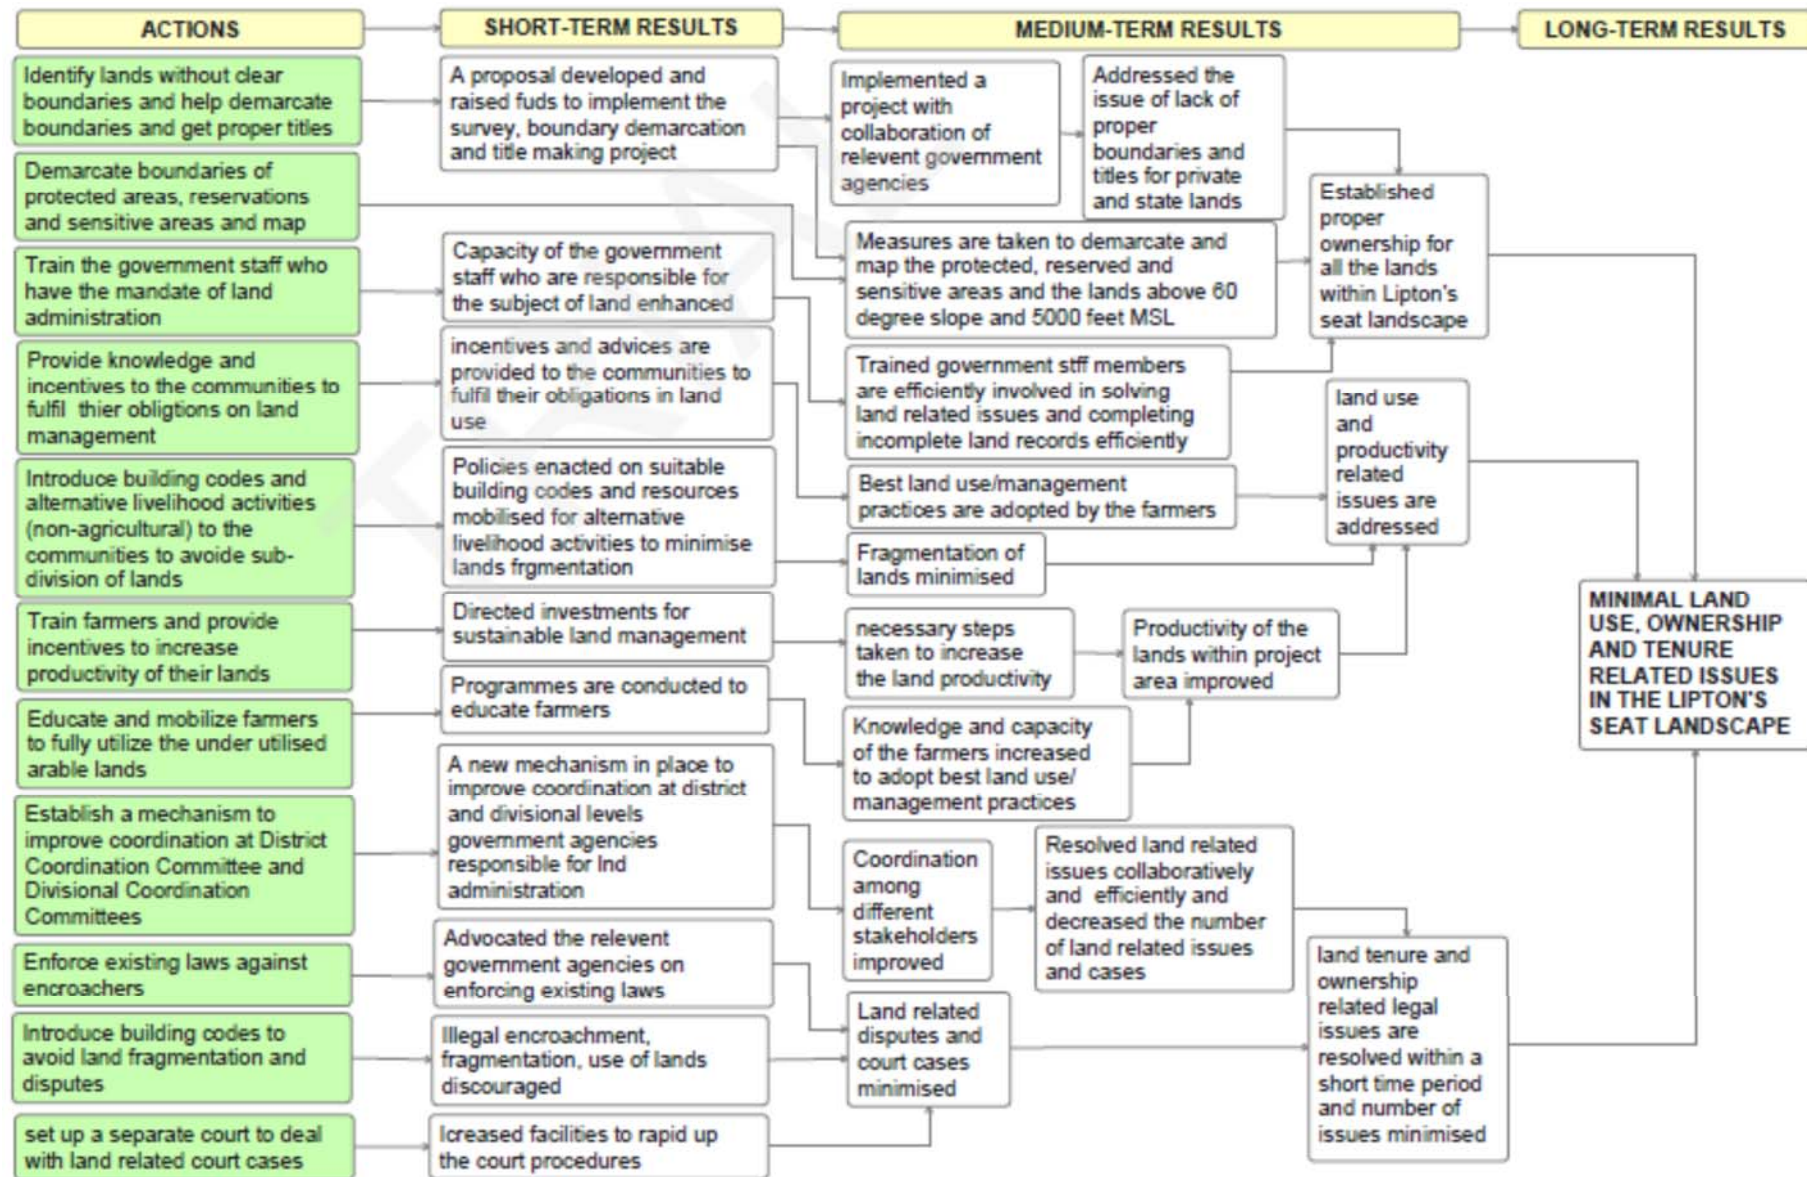 ACTIONS
SHORT-TERM RESULTS
MEDIUM-TERM RESULTS
LONG-TERM RESULTS
Identify lands without clear
boundaries and help demarcate
boundaries and get proper titles
Demarcate boundaries of
protected areas, reservations
and sensitive areas and map
Train the government staff who
have the mandate of land
administration
Provide knowledge and
incentives to the communities to
fulfil thier obligtions on land
management
Introduce building codes and
alternative livelihood activities
(non-agricultural) to the
communities to avoide sub-
division of lands
Train farmers and provide
incentives to increase
productivity of their lands
Educate and mobilize farmers
to fully utilize the under utilised
arable lands
Establish a mechanism to
improve coordination at District
Coordination Committee and
Divisional Coordination
Committees
Enforce existing laws against
encroachers
Introduce building codes to
avoid land fragmentation and
disputes
set up a separate court to deal
with land related court cases
A proposal developed and
raised fuds to implement the
survey, boundary demarcation
and title making project
Capacity of the government
staff who are responsible for
the subject of land enhanced
incentives and advices are
provided to the communities to
fulfil their obligations in land
use
Policies enacted on suitable
building codes and resources
mobilised for alternative
livelihood activities to minimise
lands frgmentation
Directed investments for
sustainable land management
Programmes are conducted to
educate farmers
A new mechanism in place to
improve coordination at district
and divisional levels
government agencies
responsible for lnd
administration
Advocated the relevent
government agencies on
enforcing existing laws
Illegal encroachment,
fragmentation, use of lands
discouraged
Icreased facilities to rapid up
the court procedures
Implemented a
project with
collaboration of
relevent government
agencies
Addressed the
issue of lack of
proper
boundaries and
titles for private
and state lands
Measures are taken to demarcate and
map the protected, reserved and
sensitive areas and the lands above 60
degree slope and 5000 feet MSL
Trained government stff members
are efficiently involved in solving
land related issues and completing
incomplete land records efficiently
Best land use/management
practices are adopted by the farmers
Fragmentation of
lands minimised
necessary steps
taken to increase
the land productivity
Productivity of the
lands within project
area improved
Knowledge and capacity
of the farmers increased
to adopt best land use/
management practices
Coordination
among
different
stakeholders
improved
Resolved land related
issues collaboratively
and efficiently and
decreased the number
of land related issues
and cases
Land related
disputes and
court cases
minimised
Established
proper
ownership for
all the lands
within Lipton's
seat landscape
land use
and
productivity
related
issues are
addressed
land tenure and
ownership
related legal
issues are
resolved within a
short time period
and number of
issues minimised
MINIMAL LAND
USE, OWNERSHIP
AND TENURE
RELATED ISSUES
IN THE LIPTON'S
SEAT LANDSCAPE